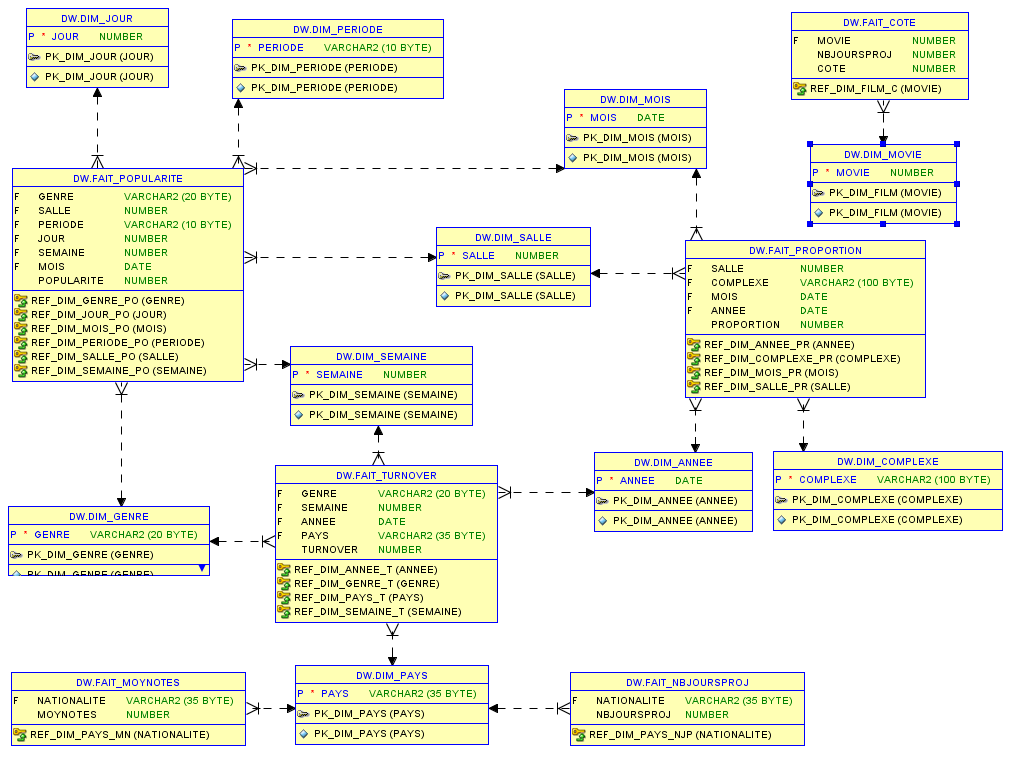 DW.DIM_JOUR
P * JOUR NUMBER
PK_DIM_JOUR (JOUR)
PK_DIM_JOUR (JOUR)
DW.DIM_PERIODE
P * PERIODE VARCHAR2 (10 BYTE)
PK_DIM_PERIODE (PERIODE)
PK_DIM_PERIODE (PERIODE)
DW.FAIT_COTE
F MOVIE NUMBER
NBJOURSPROJ NUMBER
COTE NUMBER
REF_DIM_FILM_C (MOVIE)
DW.DIM_MOIS
P * MOIS DATE
PK_DIM_MOIS (MOIS)
PK_DIM_MOIS (MOIS)
DW.DIM_MOVIE
P * MOVIE NUMBER
PK_DIM_FILM (MOVIE)
PK_DIM_FILM (MOVIE)
DW.FAIT_POPULARITE
F GENRE VARCHAR2 (20 BYTE)
F SALLE NUMBER
F PERIODE VARCHAR2 (10 BYTE)
F JOUR NUMBER
F SEMAINE NUMBER
F MOIS DATE
POPULARITE NUMBER
REF_DIM_GENRE_PO (GENRE)
REF_DIM_JOUR_PO (JOUR)
REF_DIM_MOIS_PO (MOIS)
REF_DIM_PERIODE_PO (PERIODE)
REF_DIM_SALLE_PO (SALLE)
REF_DIM_SEMAINE_PO (SEMAINE)
DW.DIM_SALLE
P * SALLE NUMBER
PK_DIM_SALLE (SALLE)
PK_DIM_SALLE (SALLE)
DW.FAIT_PROPORTION
F SALLE NUMBER
F COMPLEXE VARCHAR2 (100 BYTE)
F MOIS DATE
F ANNEE DATE
PROPORTION NUMBER
REF_DIM_ANNEE_PR (ANNEE)
REF_DIM_COMPLEXE_PR (COMPLEXE)
REF_DIM_MOIS_PR (MOIS)
REF_DIM_SALLE_PR (SALLE)
DW.DIM_SEMAINE
P * SEMAINE NUMBER
PK_DIM_SEMAINE (SEMAINE)
PK_DIM_SEMAINE (SEMAINE)
DW.FAIT_TURNOVER
F GENRE VARCHAR2 (20 BYTE)
F SEMAINE NUMBER
F ANNEE DATE
F PAYS VARCHAR2 (35 BYTE)
TURNOVER NUMBER
REF_DIM_ANNEE_T (ANNEE)
REF_DIM_GENRE_T (GENRE)
REF_DIM_PAYS_T (PAYS)
REF_DIM_SEMAINE_T (SEMAINE)
DW.DIM_ANNEE
P * ANNEE DATE
PK_DIM_ANNEE (ANNEE)
PK_DIM_ANNEE (ANNEE)
DW.DIM_COMPLEXE
P * COMPLEXE VARCHAR2 (100 BYTE)
PK_DIM_COMPLEXE (COMPLEXE)
PK_DIM_COMPLEXE (COMPLEXE)
DW.DIM_GENRE
P * GENRE VARCHAR2 (20 BYTE)
PK_DIM_GENRE (GENRE)
PK_DIM_GENRE (GENRE)
DW.FAIT_MOYNOTES
F NATIONALITE VARCHAR2 (35 BYTE)
MOYNOTES NUMBER
REF_DIM_PAYS_MN (NATIONALITE)
DW.DIM_PAYS
P * PAYS VARCHAR2 (35 BYTE)
PK_DIM_PAYS (PAYS)
PK_DIM_PAYS (PAYS)
DW.FAIT_NBJOURSPROJ
F NATIONALITE VARCHAR2 (35 BYTE)
NBJOURSPROJ NUMBER
REF_DIM_PAYS_NJP (NATIONALITE)